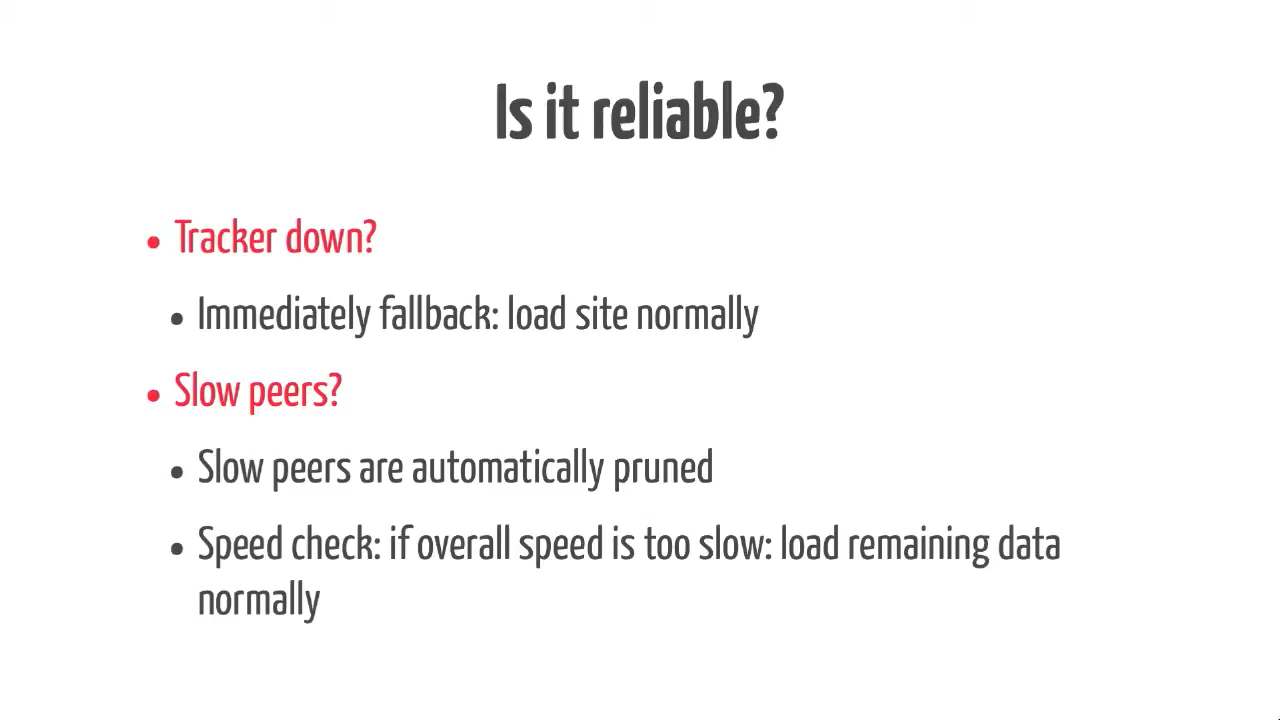 Is it reliable?
• Tracker down?
• Immediately fallback: load site normally
• Slow peers?
• Slow peers are automatically pruned
• Speed check: if overall speed is too slow: load remaining data
normally